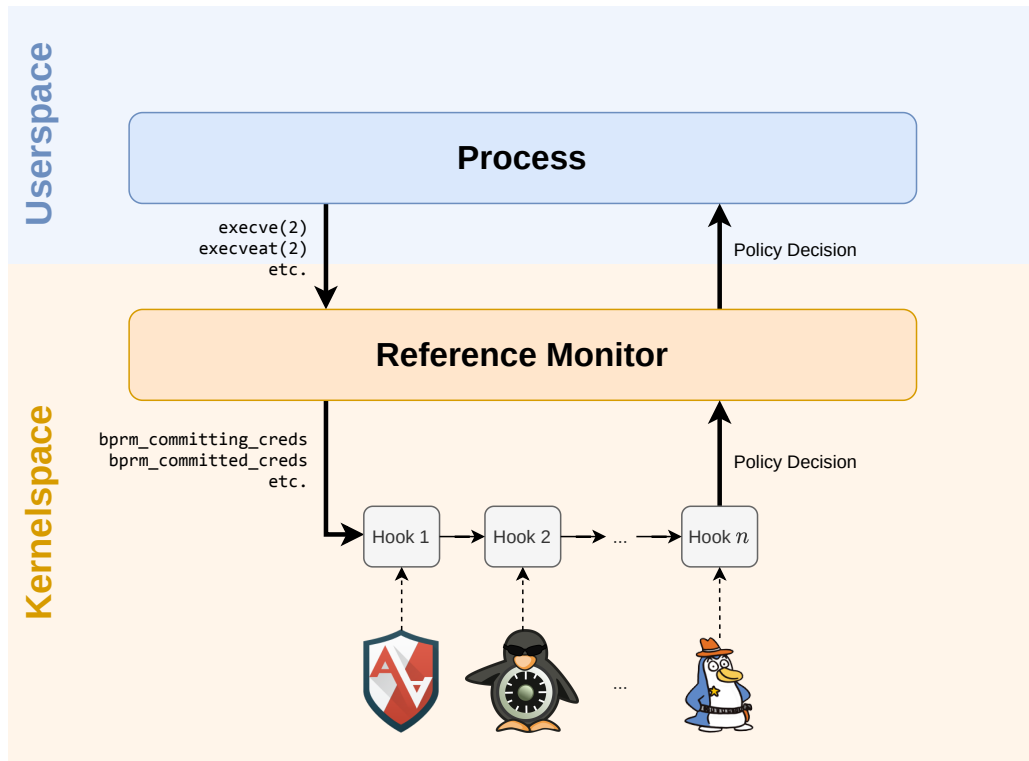 Userspace
Process
execve(2)
execveat(2)
etc.
Policy Decision
Kernelspace
Reference Monitor
bprm_committing_creds
bprm_committed_creds
etc.
Policy Decision
Hook 1
Hook 2
...
Hook n
AA
...